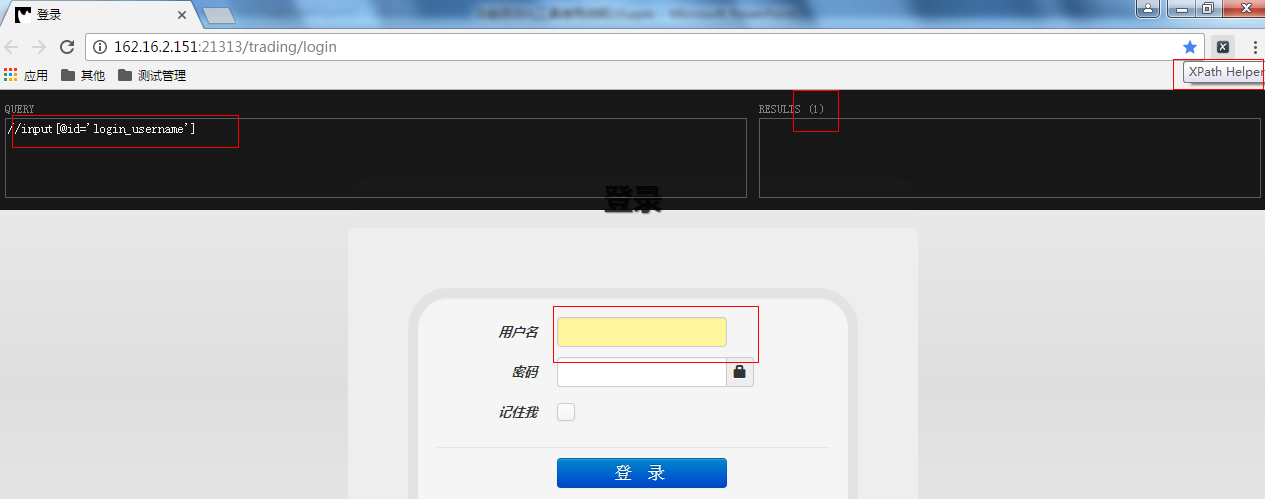 登录
162.16.2.151:21313/trading/login
应用 其他 测试管理
XPath Helper
QUERY
RESULTS (1)
//input[@id='login_username']
登录
用户名
密码
记住我
登 录